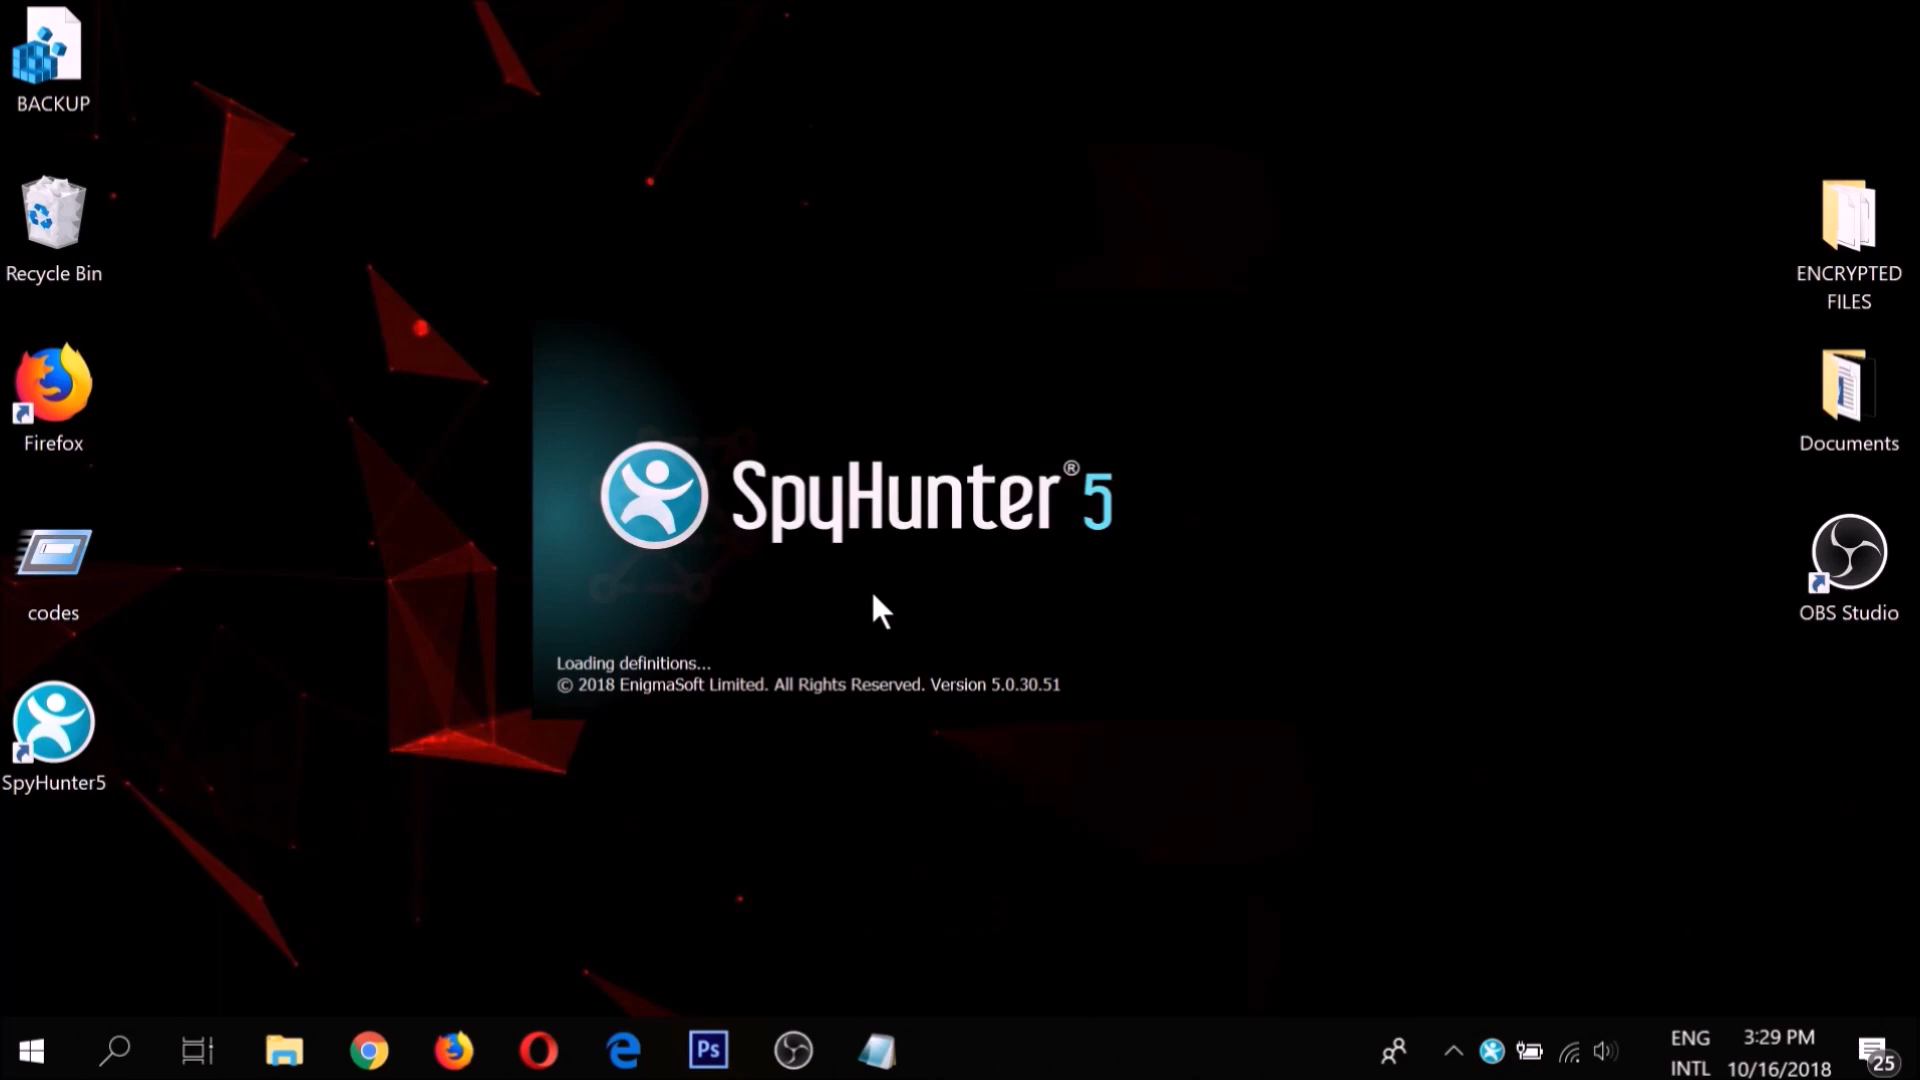 BACKUP
Recycle Bin
Firefox
codes
SpyHunter5
SpyHunter®5
Loading definitions...
© 2018 EnigmaSoft Limited. All Rights Reserved. Version 5.0.30.51
ENCRYPTED
FILES
Documents
OBS Studio
Ps
ENG
INTL
3:29 PM
10/16/2018
25